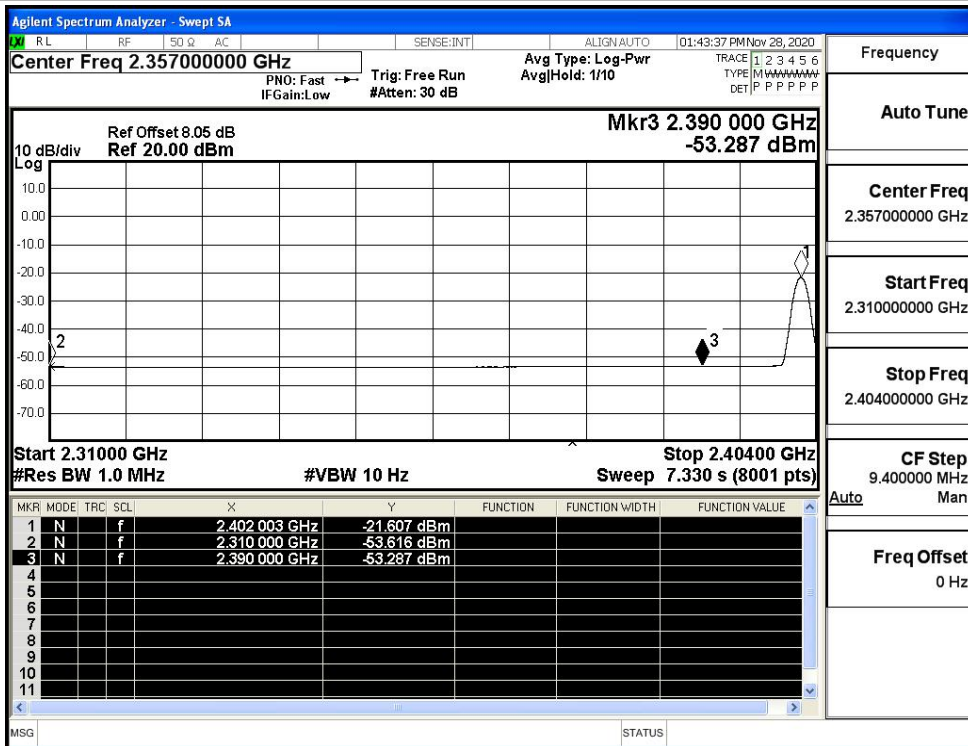 Agilent Spectrum Analyzer - Swept SA
LXI RL RF 50 Ω AC SENSE:INT ALIGN AUTO 01:43:37 PM Nov 28, 2020
Center Freq 2.357000000 GHz
PNO: Fast
IFGain:Low
Trig: Free Run
#Atten: 30 dB
Avg Type: Log-Pwr
Avg|Hold: 1/10
TRACE 1 2 3 4 5 6
TYPE M W W W W W
DET P P P P P P
Ref Offset 8.05 dB
10 dB/div Ref 20.00 dBm
Log
Mkr3 2.390 000 GHz
-53.287 dBm
10.0
0.00
-10.0
-20.0
-30.0
-40.0
-50.0
-60.0
-70.0
1
2
3
Start 2.31000 GHz Stop 2.40400 GHz
#Res BW 1.0 MHz #VBW 10 Hz Sweep 7.330 s (8001 pts)
MKR MODE TRC SCL X Y FUNCTION FUNCTION WIDTH FUNCTION VALUE
1 N f 2.402 003 GHz -21.607 dBm
2 N f 2.310 000 GHz -53.616 dBm
3 N f 2.390 000 GHz -53.287 dBm
4
5
6
7
8
9
10
11
MSG STATUS
Frequency
Auto Tune
Center Freq
2.357000000 GHz
Start Freq
2.310000000 GHz
Stop Freq
2.404000000 GHz
CF Step
9.400000 MHz
Auto Man
Freq Offset
0 Hz